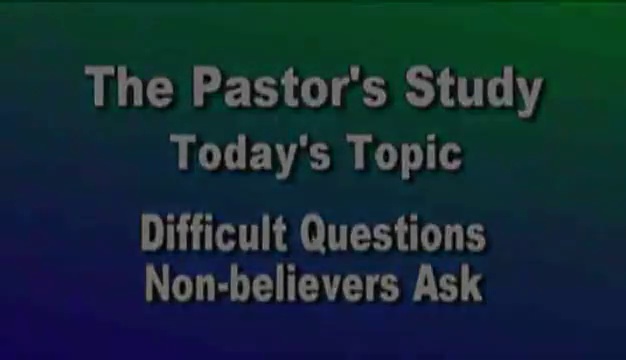 The Pastor's Study
Today's Topic
Difficult Questions
Non-believers Ask